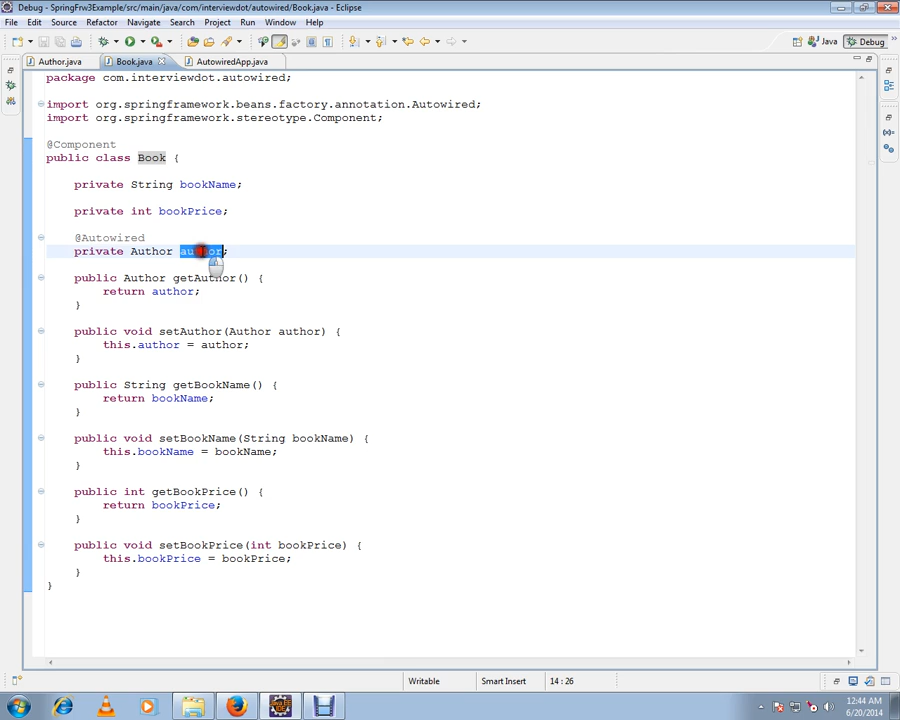 Debug - SpringFrw3Example/src/main/java/com/interviewdot/autowired/Book.java - Eclipse
File Edit Source Refactor Navigate Search Project Run Window Help
Java Debug
Author.java Book.java AutowiredApp.java
package com.interviewdot.autowired;
import org.springframework.beans.factory.annotation.Autowired;
import org.springframework.stereotype.Component;
@Component
public class Book {
private String bookName;
private int bookPrice;
@Autowired
private Author author;
public Author getAuthor() {
return author;
}
public void setAuthor(Author author) {
this.author = author;
}
public String getBookName() {
return bookName;
}
public void setBookName(String bookName) {
this.bookName = bookName;
}
public int getBookPrice() {
return bookPrice;
}
public void setBookPrice(int bookPrice) {
this.bookPrice = bookPrice;
}
}
Writable Smart Insert 14 : 26
12:44 AM
6/20/2014